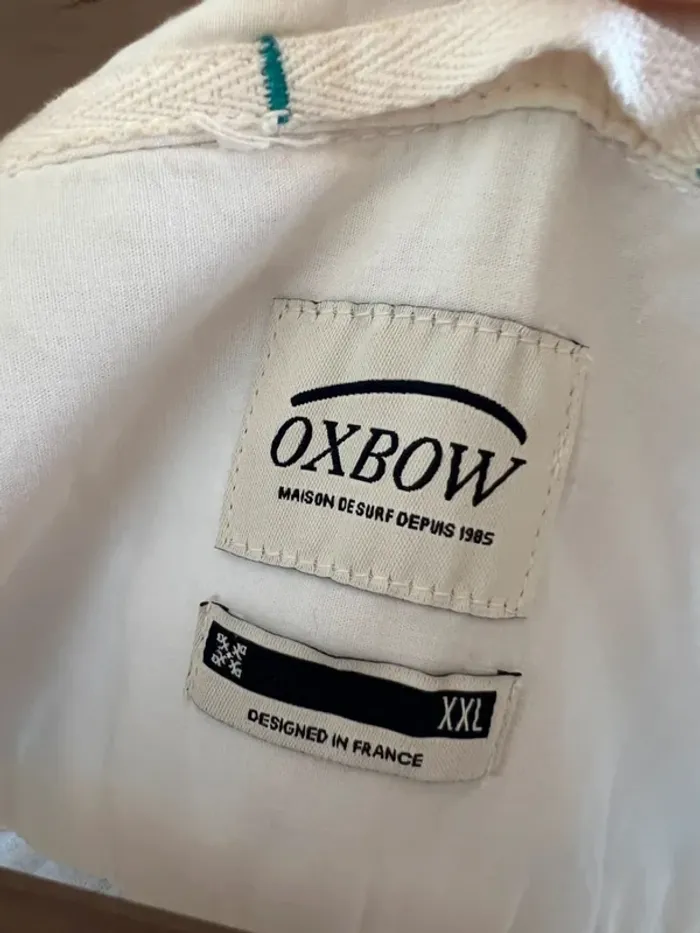 OXBOW
MAISON DE SURF DEPUIS 1985
XXL
DESIGNED IN FRANCE